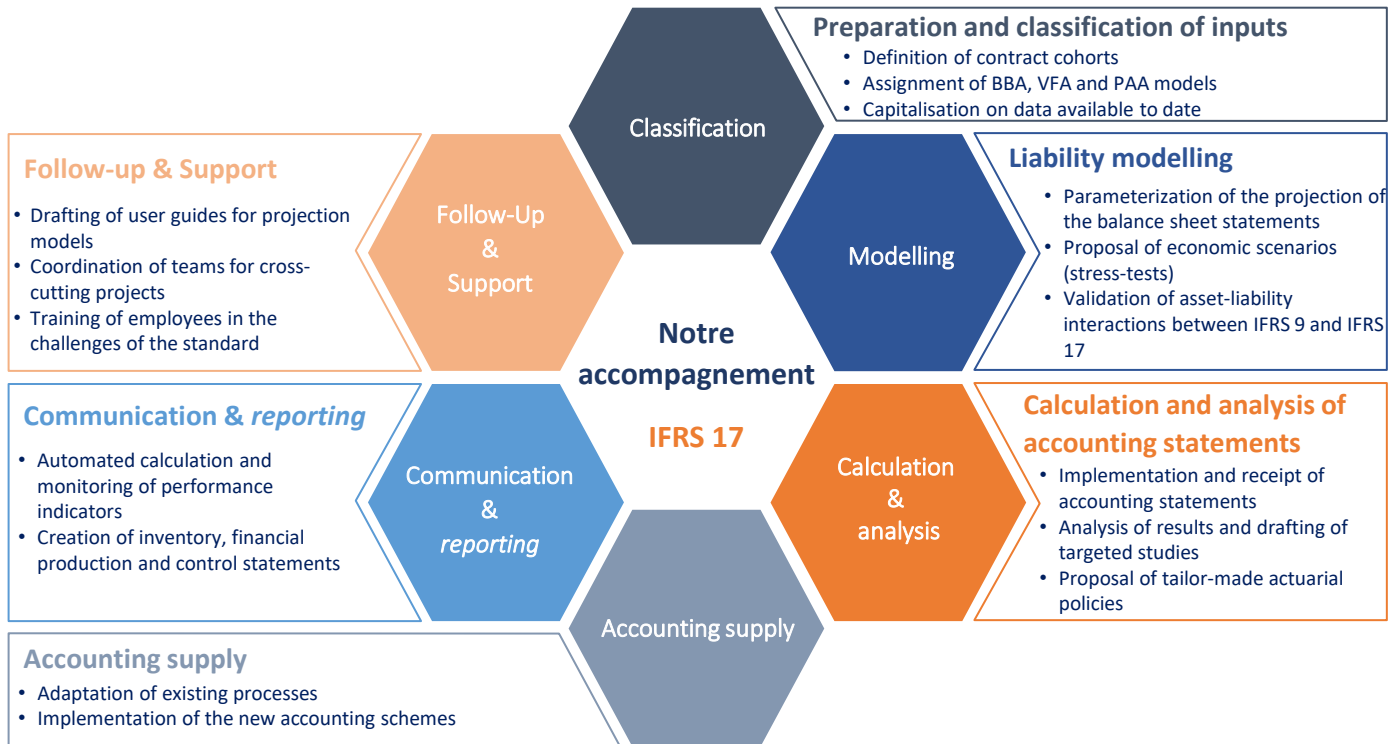 Preparation and classification of inputs
• Definition of contract cohorts
• Assignment of BBA, VFA and PAA models
• Capitalisation on data available to date
Classification
Liability modelling
• Parameterization of the projection of
the balance sheet statements
• Proposal of economic scenarios
(stress-tests)
• Validation of asset-liability
interactions between IFRS 9 and IFRS
17
Modelling
Follow-up & Support
• Drafting of user guides for projection
models
• Coordination of teams for cross-
cutting projects
• Training of employees in the
challenges of the standard
Follow-Up
&
Support
Notre
accompagnement
IFRS 17
Calculation and analysis of
accounting statements
• Implementation and receipt of
accounting statements
• Analysis of results and drafting of
targeted studies
• Proposal of tailor-made actuarial
policies
Calculation
&
analysis
Communication & reporting
• Automated calculation and
monitoring of performance
indicators
• Creation of inventory, financial
production and control statements
Communication
&
reporting
Accounting supply
Accounting supply
• Adaptation of existing processes
• Implementation of the new accounting schemes